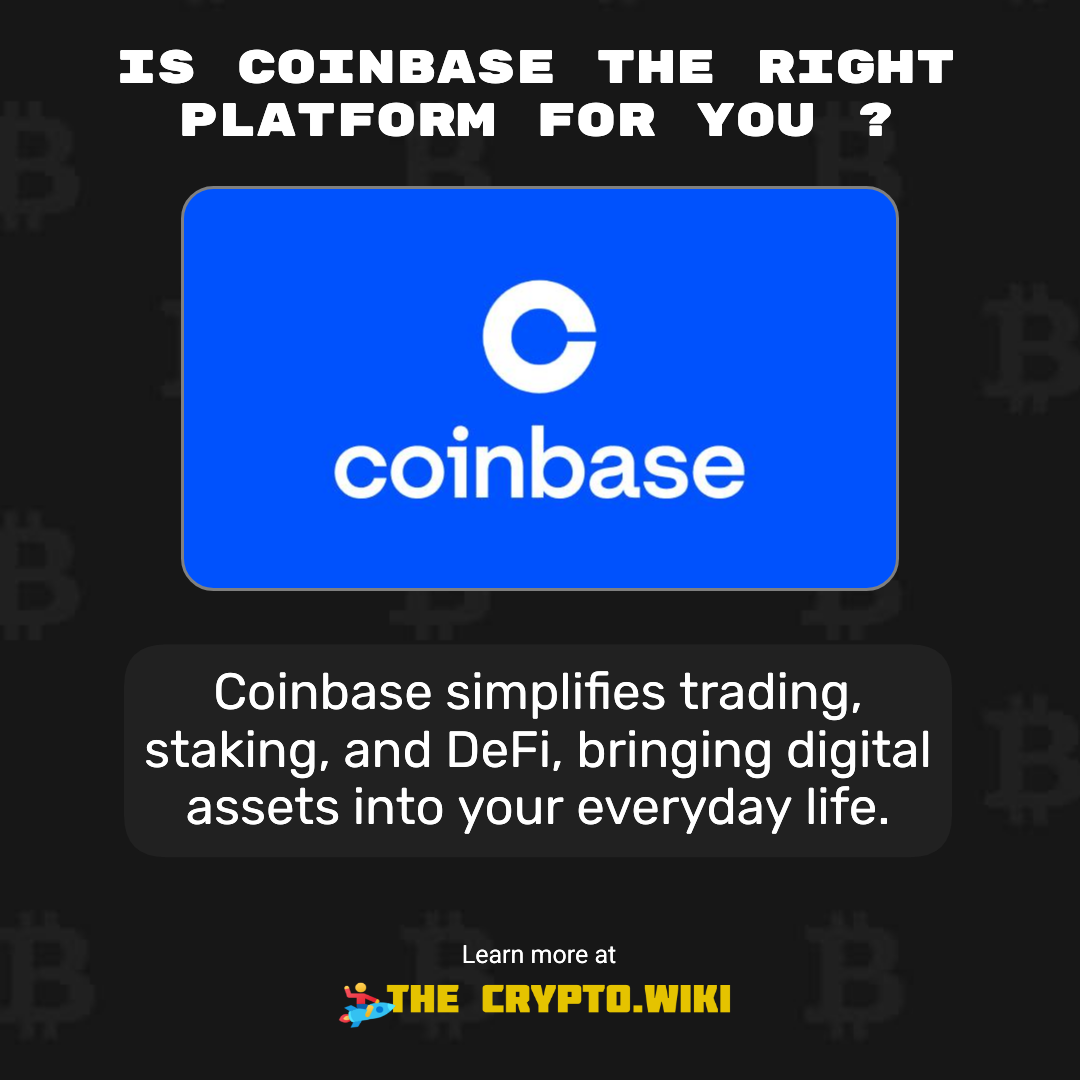 IS COINBASE THE RIGHT
PLATFORM FOR YOU ?
coinbase
Coinbase simplifies trading,
staking, and DeFi, bringing digital
assets into your everyday life.
Learn more at
THE CRYPTO.WIKI